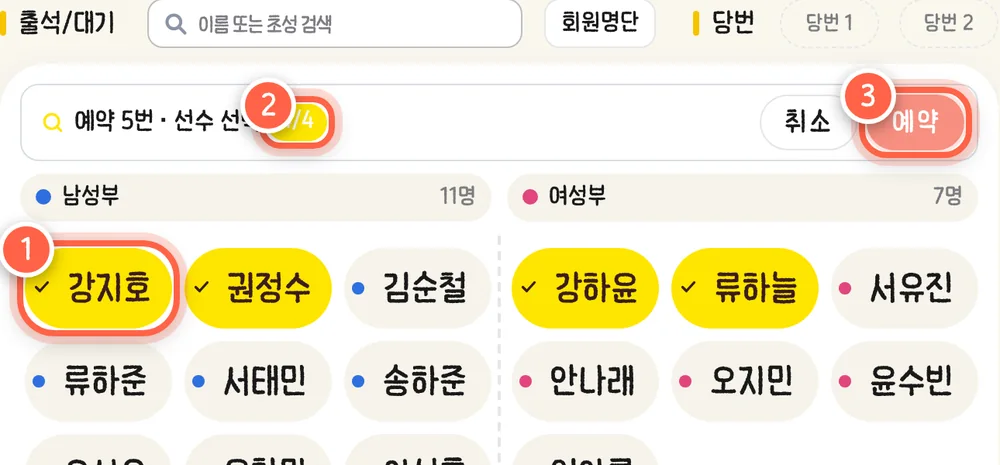 출석/대기 이름 또는 초성 검색 회원명단 당번 당번 1 당번 2
2 3
예약 5번 · 선수 /4 취소 예약
남성부 11명 여성부 7명
1
강지호 권정수 김순철 강하윤 류하늘 서유진
류하준 서태민 송하준 안나래 오지민 윤수빈